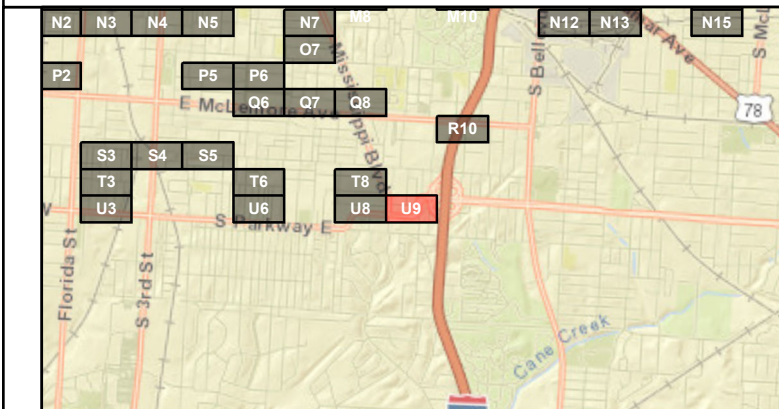 N2 N3 N4 N5 N7 M8 M10 N12 N13 N15
O7
P2 P5 P6
Q6 Q7 Q8
R10
S3 S4 S5
T3 T6 T8
U3 U6 U8 U9
E McLemore Ave
Mississippi Blvd
S Parkway E
Florida St
S 3rd St
78
Cane Creek